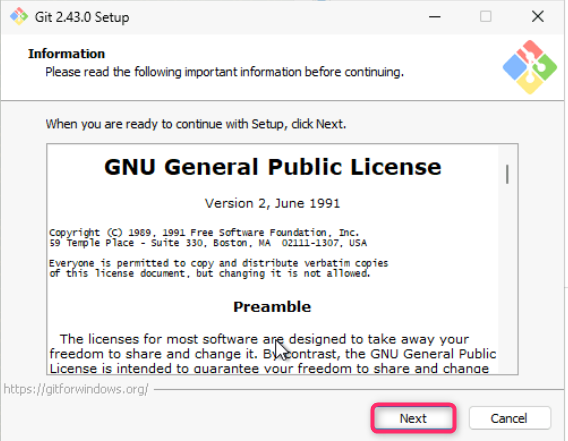 Git 2.43.0 Setup
Information
Please read the following important information before continuing.
When you are ready to continue with Setup, click Next.
GNU General Public License
Version 2, June 1991
Copyright (C) 1989, 1991 Free Software Foundation, Inc.
59 Temple Place - Suite 330, Boston, MA  02111-1307, USA
Everyone is permitted to copy and distribute verbatim copies
of this license document, but changing it is not allowed.
Preamble
The licenses for most software are designed to take away your
freedom to share and change it. By contrast, the GNU General Public
License is intended to guarantee your freedom to share and change
https://gitforwindows.org/
Next
Cancel